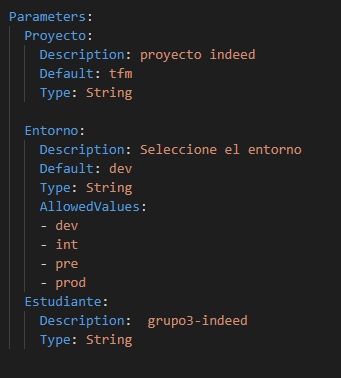 Parameters:
  Proyecto:
    Description: proyecto indeed
    Default: tfm
    Type: String

  Entorno:
    Description: Seleccione el entorno
    Default: dev
    Type: String
    AllowedValues:
    - dev
    - int
    - pre
    - prod
  Estudiante:
    Description:  grupo3-indeed
    Type: String